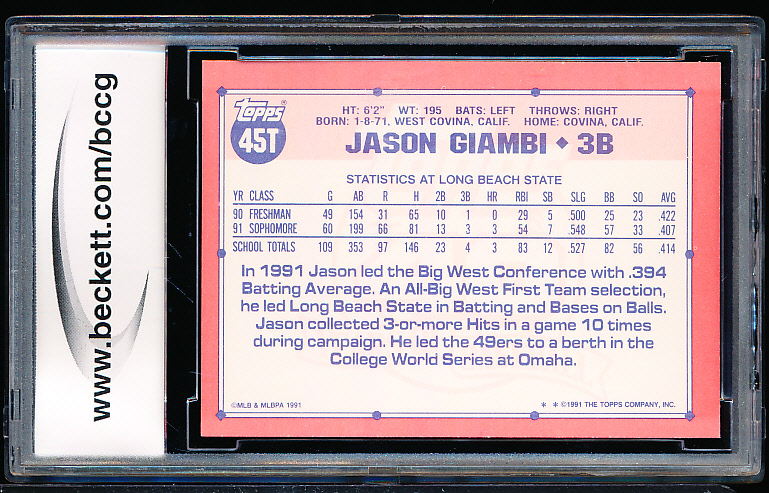 www.beckett.com/bccg
Topps®
45T
HT: 6'2" WT: 195 BATS: LEFT THROWS: RIGHT
BORN: 1-8-71, WEST COVINA, CALIF. HOME: COVINA, CALIF.
JASON GIAMBI ◆ 3B
STATISTICS AT LONG BEACH STATE
YR CLASS G AB R H 2B 3B HR RBI SB SLG BB SO AVG
90 FRESHMAN 49 154 31 65 10 1 0 29 5 .500 25 23 .422
91 SOPHOMORE 60 199 66 81 13 3 3 54 7 .548 57 33 .407
SCHOOL TOTALS 109 353 97 146 23 4 3 83 12 .527 82 56 .414
In 1991 Jason led the Big West Conference with .394
Batting Average. An All-Big West First Team selection,
he led Long Beach State in Batting and Bases on Balls.
Jason collected 3-or-more Hits in a game 10 times
during campaign. He led the 49ers to a berth in the
College World Series at Omaha.
©MLB & MLBPA 1991
* * ©1991 THE TOPPS COMPANY, INC.